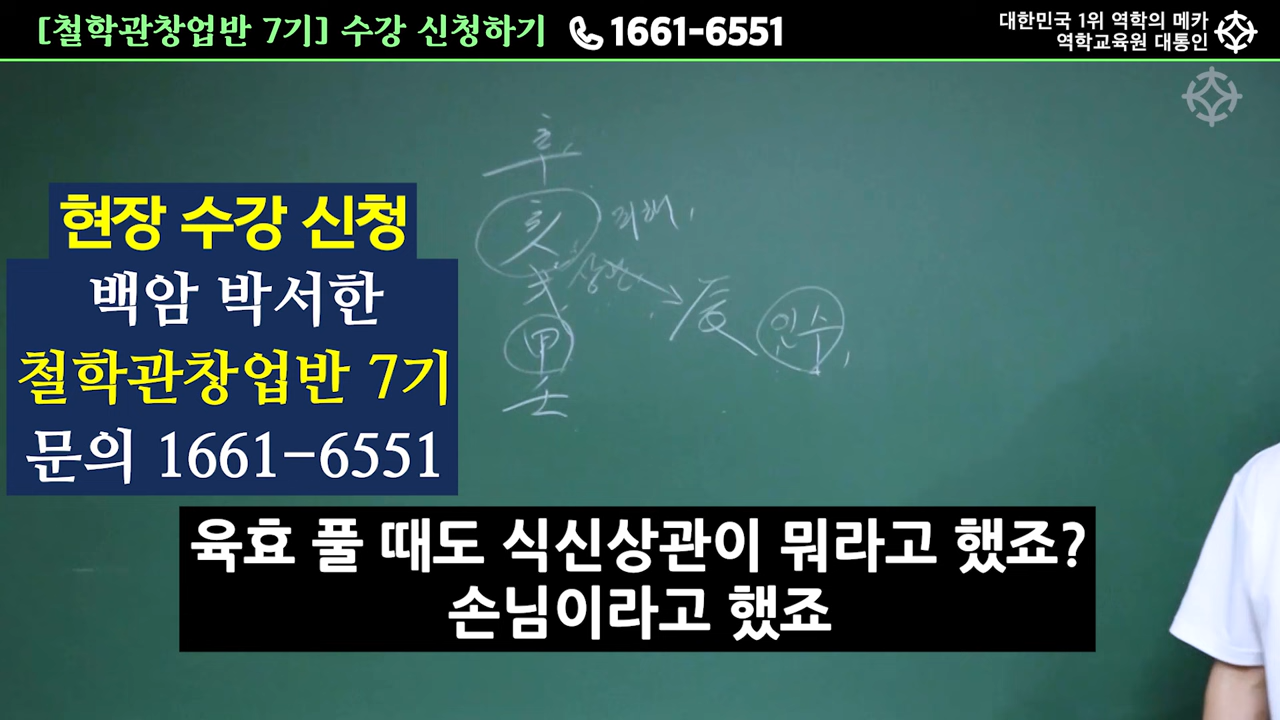 [철학관창업반 7기] 수강 신청하기 1661-6551
대한민국 1위 역학의 메카
역학교육원 대통인
현장 수강 신청
백암 박서한
철학관창업반 7기
문의 1661-6551
상관
辰 인수
甲
壬
육효 풀 때도 식신상관이 뭐라고 했죠?
손님이라고 했죠